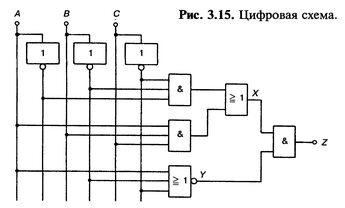 A B C Рис. 3.15. Цифровая схема.
1 1 1
& ≧ 1 X
& & Z
≧ 1 Y